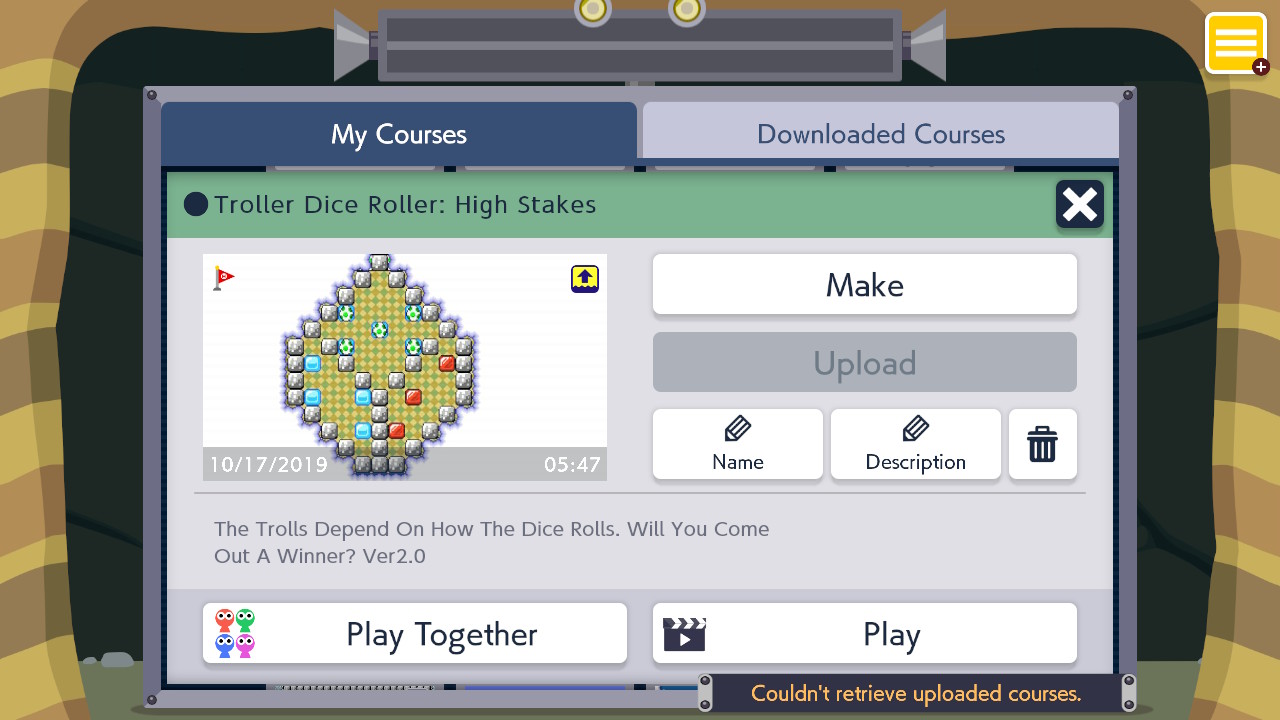 My Courses
Downloaded Courses
Troller Dice Roller: High Stakes
Make
Upload
10/17/2019
05:47
Name
Description
The Trolls Depend On How The Dice Rolls. Will You Come
Out A Winner? Ver2.0
Play Together
Play
Couldn't retrieve uploaded courses.